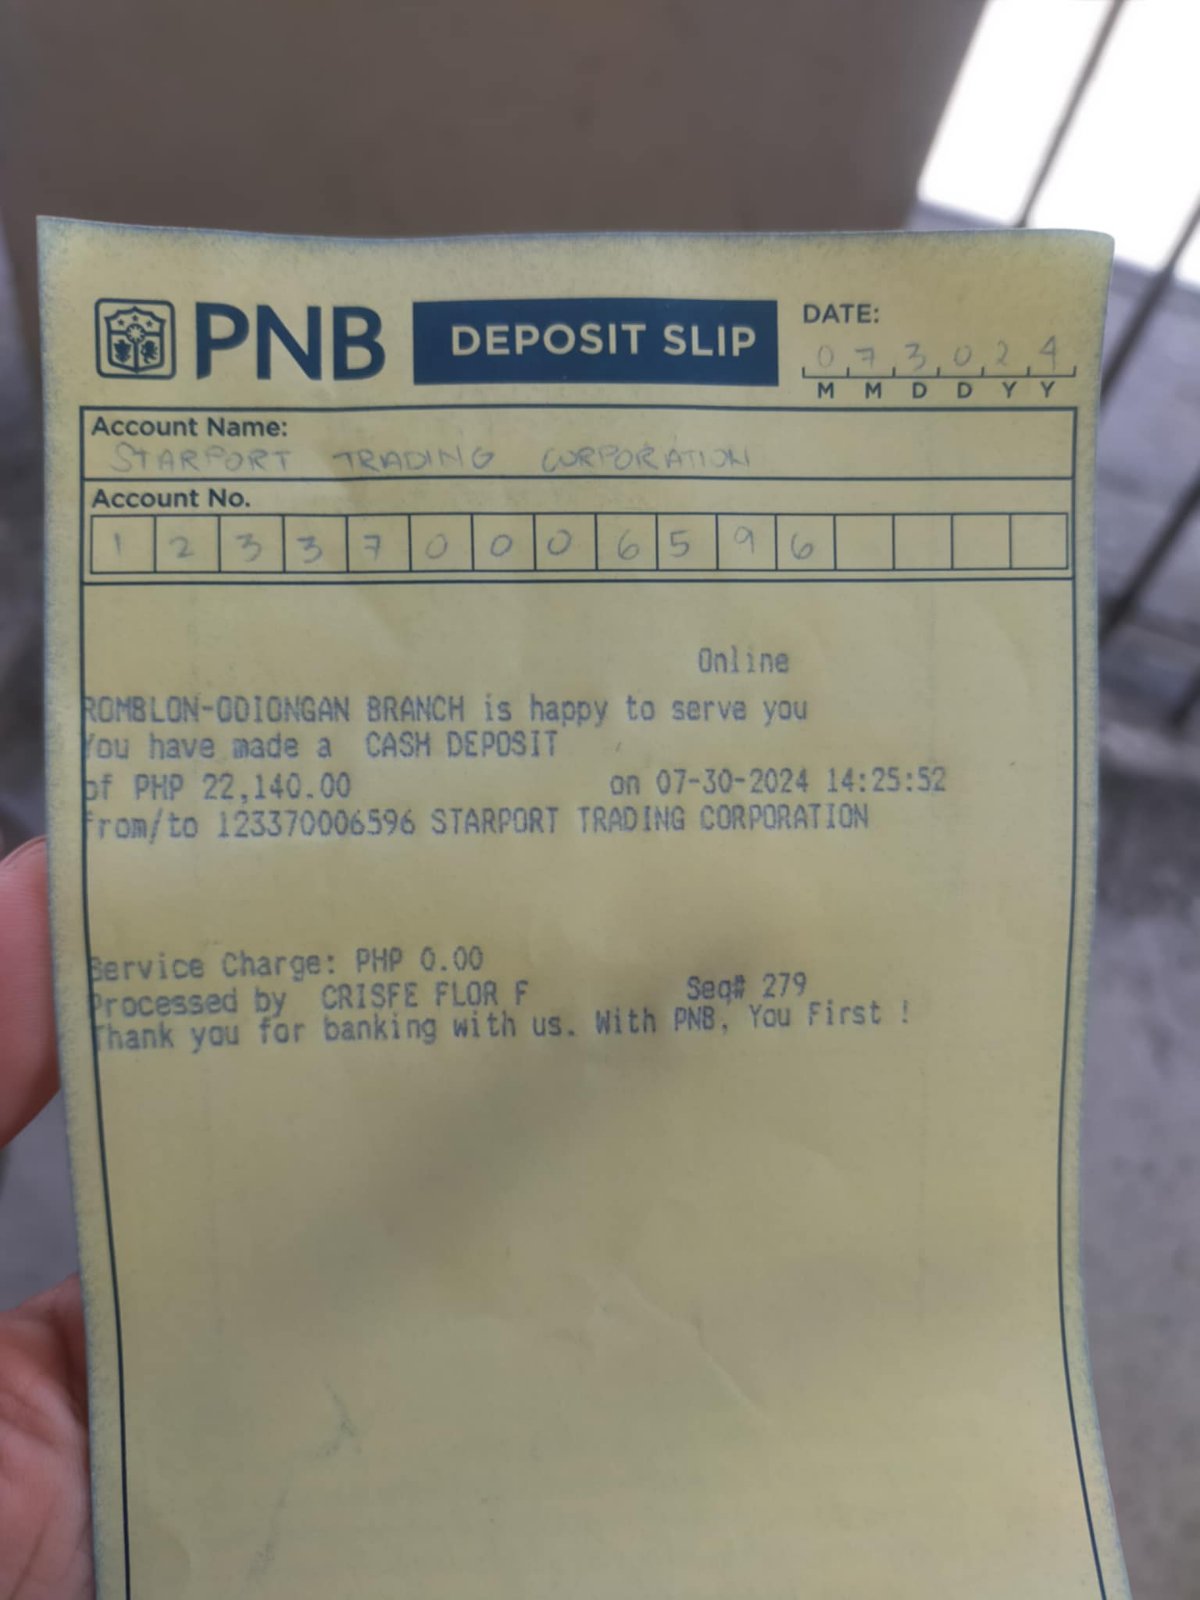 PNB DEPOSIT SLIP
DATE:
0 7 3 0 2 4
M M D D Y Y
Account Name:
STARPORT TRADING CORPORATION
Account No.
1 2 3 3 7 0 0 0 6 5 9 6
Online
ROMBLON-ODIONGAN BRANCH is happy to serve you
You have made a CASH DEPOSIT
of PHP 22,140.00 on 07-30-2024 14:25:52
from/to 123370006596 STARPORT TRADING CORPORATION
Service Charge: PHP 0.00
Processed by CRISFE FLOR F Seq# 279
Thank you for banking with us. With PNB, You First !